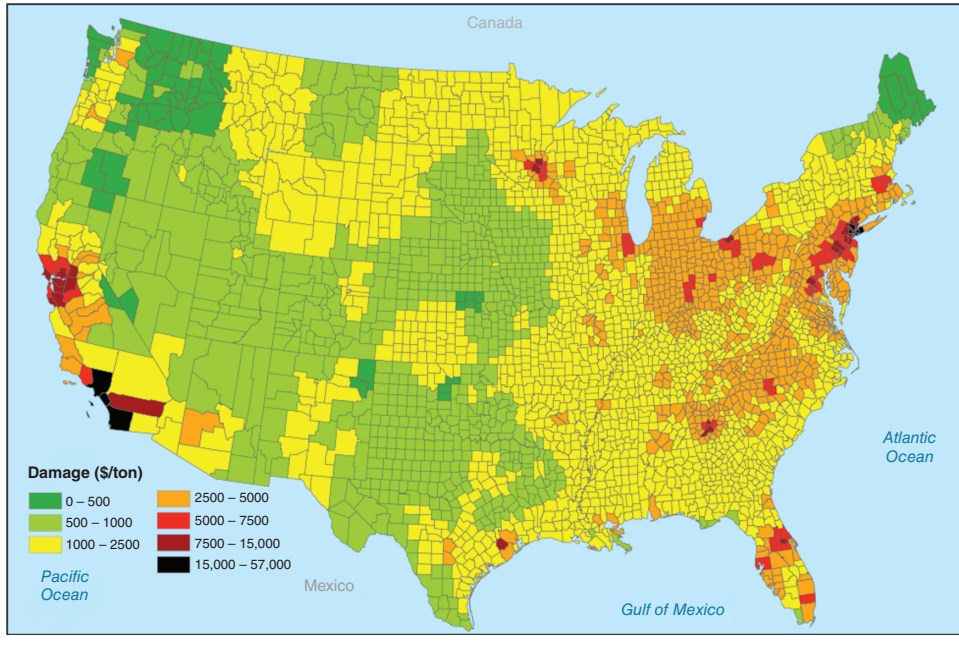 Canada
Atlantic
Ocean
Damage ($/ton)
0 – 500
500 – 1000
1000 – 2500
2500 – 5000
5000 – 7500
7500 – 15,000
15,000 – 57,000
Pacific
Ocean
Mexico
Gulf of Mexico